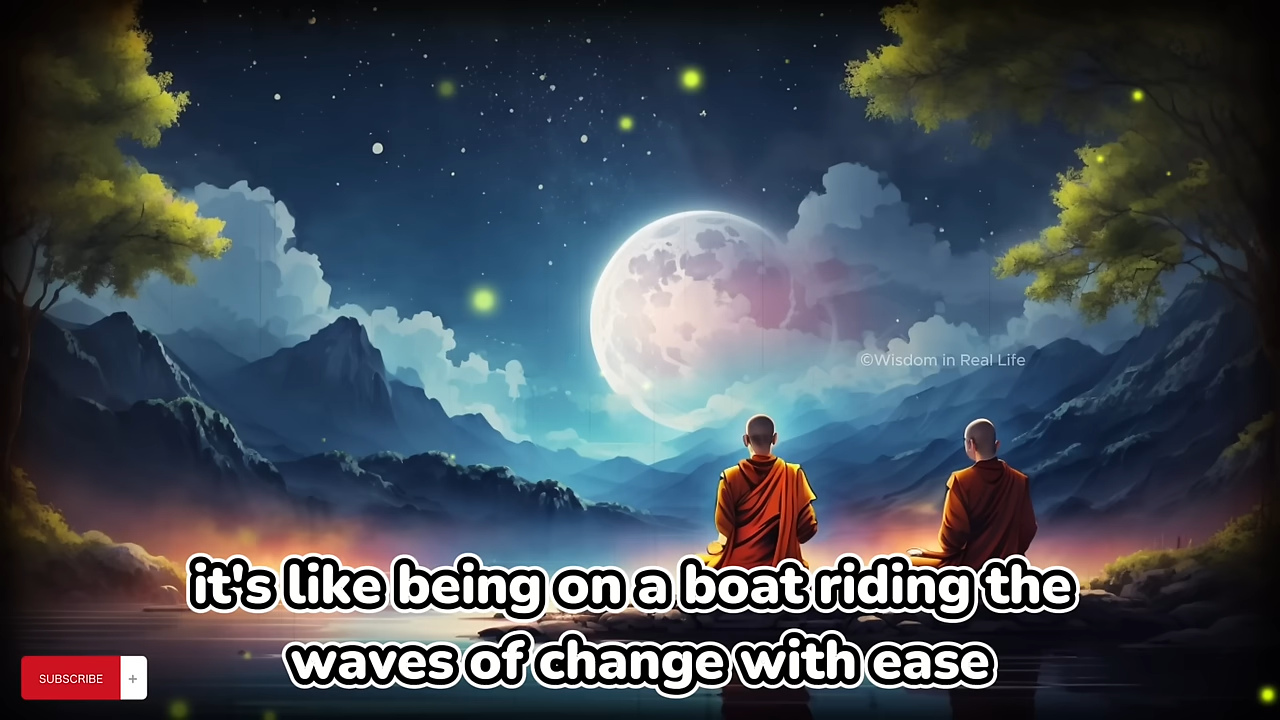 ©Wisdom in Real Life
it's like being on a boat riding the
waves of change with ease
SUBSCRIBE +